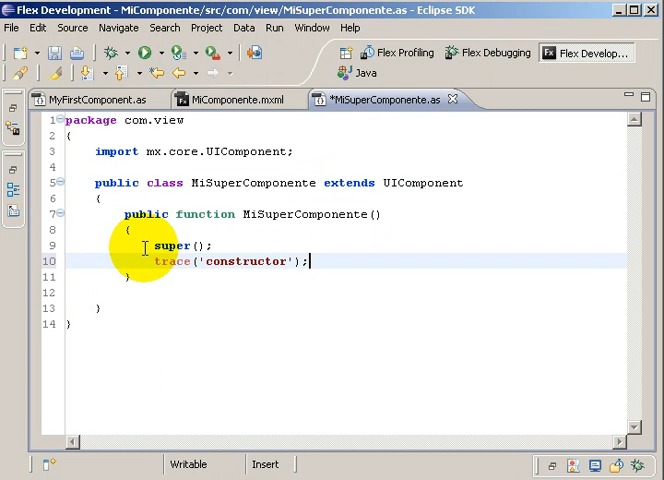 Flex Development - MiComponente/src/com/view/MiSuperComponente.as - Eclipse SDK
File Edit Source Navigate Search Project Data Run Window Help
Flex Profiling Flex Debugging Flex Develo...
Java
MyFirstComponent.as MiComponente.mxml *MiSuperComponente.as
1 package com.view
2 {
3 import mx.core.UIComponent;
4
5 public class MiSuperComponente extends UIComponent
6 {
7 public function MiSuperComponente()
8 {
9 super();
10 trace('constructor');
11 }
12
13 }
14 }
Writable Insert